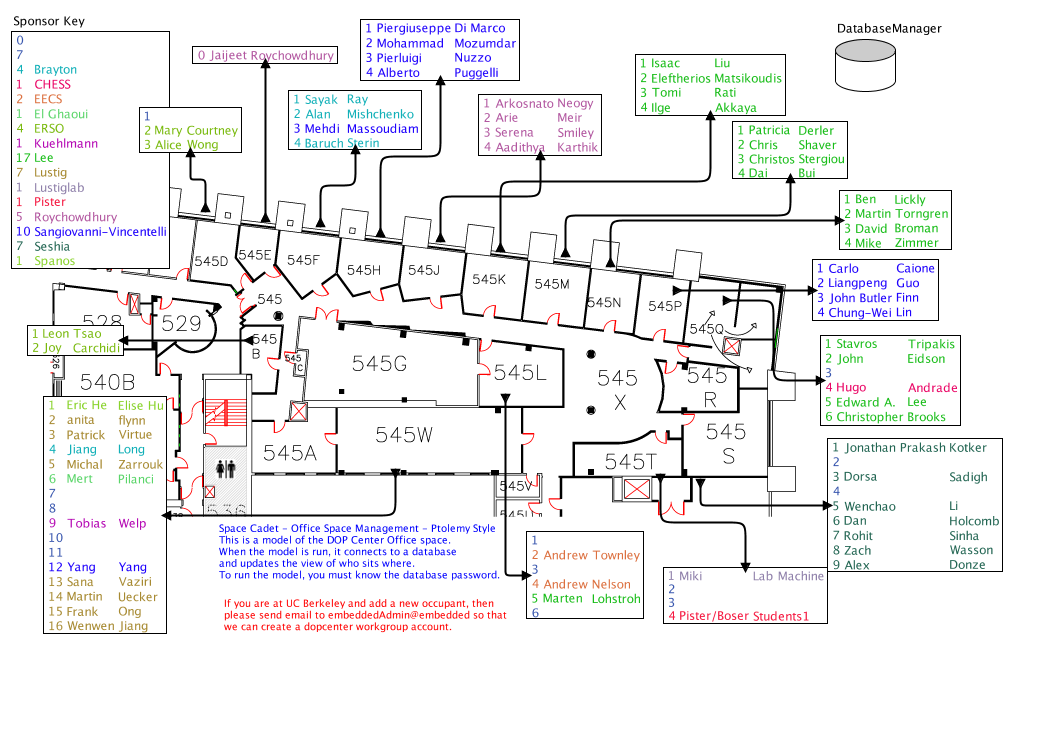 Sponsor Key
0
7
4 Brayton
1 CHESS
2 EECS
1 El Ghaoui
4 ERSO
1 Kuehlmann
17 Lee
7 Lustig
1 Lustiglab
1 Pister
5 Roychowdhury
10 Sangiovanni-Vincentelli
7 Seshia
1 Spanos
1
2 Mary Courtney
3 Alice Wong
0 Jaijeet Roychowdhury
1 Sayak Ray
2 Alan Mishchenko
3 Mehdi Massoudiam
4 Baruch Sterin
1 Piergiuseppe Di Marco
2 Mohammad Mozumdar
3 Pierluigi Nuzzo
4 Alberto Puggelli
1 Arkosnato Neogy
2 Arie Meir
3 Serena Smiley
4 Aadithya Karthik
1 Isaac Liu
2 Eleftherios Matsikoudis
3 Tomi Rati
4 Ilge Akkaya
DatabaseManager
1 Patricia Derler
2 Chris Shaver
3 Christos Stergiou
4 Dai Bui
1 Ben Lickly
2 Martin Torngren
3 David Broman
4 Mike Zimmer
1 Carlo Caione
2 Liangpeng Guo
3 John Butler Finn
4 Chung-Wei Lin
1 Stavros Tripakis
2 John Eidson
3
4 Hugo Andrade
5 Edward A. Lee
6 Christopher Brooks
1 Jonathan Prakash Kotker
2
3 Dorsa Sadigh
4
5 Wenchao Li
6 Dan Holcomb
7 Rohit Sinha
8 Zach Wasson
9 Alex Donze
545D
545E
545F
545H
545J
545K
545M
545N
545P
545Q
528
529
545
545
B
545
C
545G
545L
545
X
545
R
540B
545A
545W
545T
545
S
545V
1 Leon Tsao
2 Joy Carchidi
1 Eric He Elise Hu
2 anita flynn
3 Patrick Virtue
4 Jiang Long
5 Michal Zarrouk
6 Mert Pilanci
7
8
9 Tobias Welp
10
11
12 Yang Yang
13 Sana Vaziri
14 Martin Uecker
15 Frank Ong
16 Wenwen Jiang
Space Cadet - Office Space Management - Ptolemy Style
This is a model of the DOP Center Office space.
When the model is run, it connects to a database
and updates the view of who sits where.
To run the model, you must know the database password.
If you are at UC Berkeley and add a new occupant, then
please send email to embeddedAdmin@embedded so that
we can create a dopcenter workgroup account.
1
2 Andrew Townley
3
4 Andrew Nelson
5 Marten Lohstroh
6
1 Miki Lab Machine
2
3
4 Pister/Boser Students1